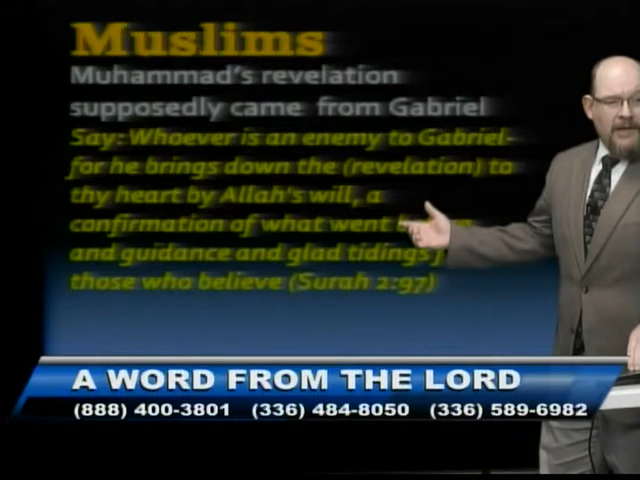 Muslims
Muhammad's revelation
supposedly came from Gabriel
Say: Whoever is an enemy to Gabriel-
for he brings down the (revelation) to
thy heart by Allah's will, a
confirmation of what went
and guidance and glad tidings
those who believe (Surah 2:97)
A WORD FROM THE LORD
(888) 400-3801 (336) 484-8050 (336) 589-6982